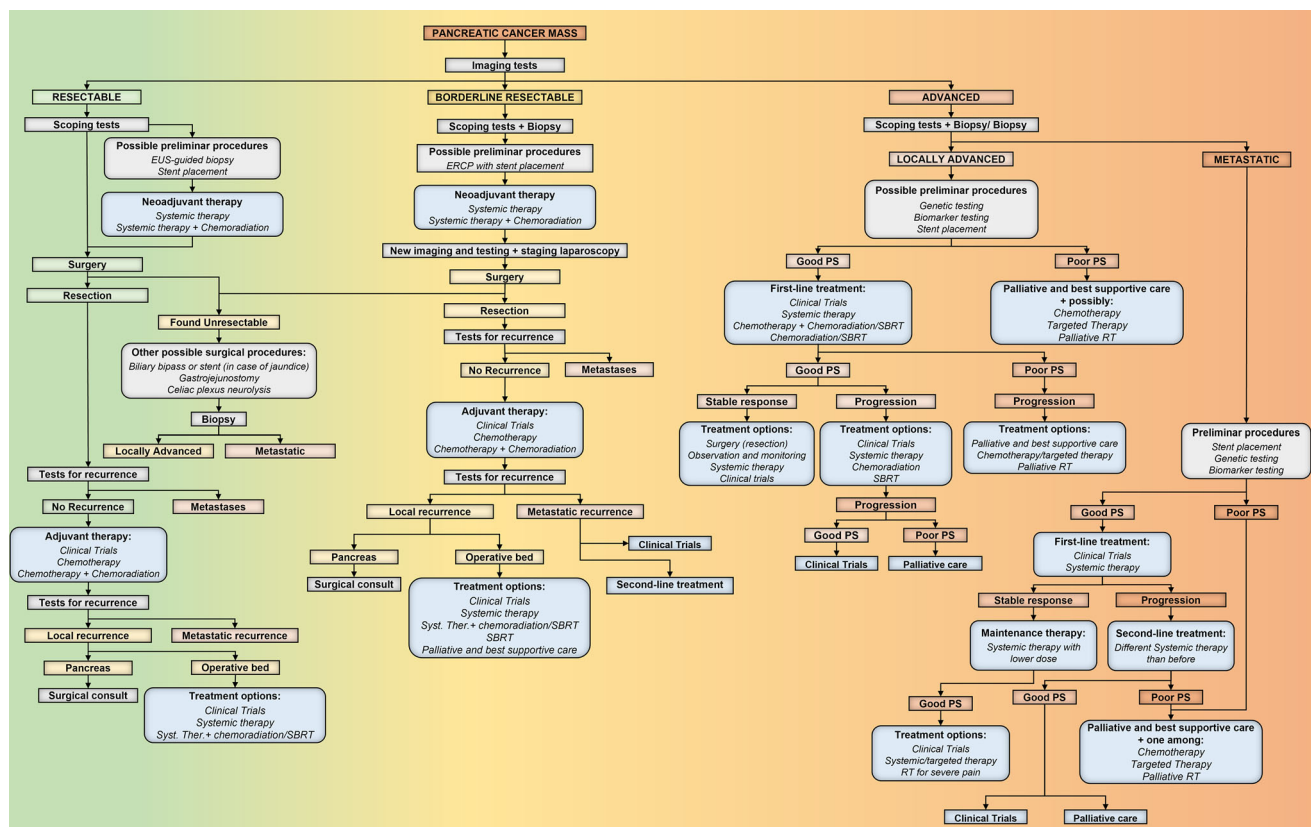 PANCREATIC CANCER MASS
Imaging tests
RESECTABLE
Scoping tests
Possible preliminar procedures
EUS-guided biopsy
Stent placement
Neoadjuvant therapy
Systemic therapy
Systemic therapy + Chemoradiation
Surgery
Resection
Found Unresectable
Other possible surgical procedures:
Biliary bipass or stent (in case of jaundice)
Gastrojejunostomy
Celiac plexus neurolysis
Biopsy
Locally Advanced
Metastatic
Tests for recurrence
No Recurrence
Metastases
Adjuvant therapy:
Clinical Trials
Chemotherapy
Chemotherapy + Chemoradiation
Tests for recurrence
Local recurrence
Metastatic recurrence
Pancreas
Operative bed
Surgical consult
Treatment options:
Clinical Trials
Systemic therapy
Syst. Ther.+ chemoradiation/SBRT
BORDERLINE RESECTABLE
Scoping tests + Biopsy
Possible preliminar procedures
ERCP with stent placement
Neoadjuvant therapy
Systemic therapy
Systemic therapy + Chemoradiation
New imaging and testing + staging laparoscopy
Surgery
Resection
Tests for recurrence
No Recurrence
Metastases
Adjuvant therapy:
Clinical Trials
Chemotherapy
Chemotherapy + Chemoradiation
Tests for recurrence
Local recurrence
Metastatic recurrence
Pancreas
Operative bed
Clinical Trials
Second-line treatment
Surgical consult
Treatment options:
Clinical Trials
Systemic therapy
Syst. Ther.+ chemoradiation/SBRT
SBRT
Palliative and best supportive care
ADVANCED
Scoping tests + Biopsy/ Biopsy
LOCALLY ADVANCED
METASTATIC
Possible preliminar procedures
Genetic testing
Biomarker testing
Stent placement
Good PS
Poor PS
First-line treatment:
Clinical Trials
Systemic therapy
Chemotherapy + Chemoradiation/SBRT
Chemoradiation/SBRT
Palliative and best supportive care
+ possibly:
Chemotherapy
Targeted Therapy
Palliative RT
Good PS
Poor PS
Stable response
Progression
Progression
Treatment options:
Surgery (resection)
Observation and monitoring
Systemic therapy
Clinical trials
Treatment options:
Clinical Trials
Systemic therapy
Chemoradiation
SBRT
Treatment options:
Palliative and best supportive care
Chemotherapy/targeted therapy
Palliative RT
Progression
Good PS
Poor PS
Clinical Trials
Palliative care
Preliminar procedures
Stent placement
Genetic testing
Biomarker testing
Good PS
Poor PS
First-line treatment:
Clinical Trials
Systemic therapy
Stable response
Progression
Maintenance therapy:
Systemic therapy with
lower dose
Second-line treatment:
Different Systemic therapy
than before
Good PS
Good PS
Poor PS
Treatment options:
Clinical Trials
Systemic/targeted therapy
RT for severe pain
Palliative and best supportive care
+ one among:
Chemotherapy
Targeted Therapy
Palliative RT
Clinical Trials
Palliative care